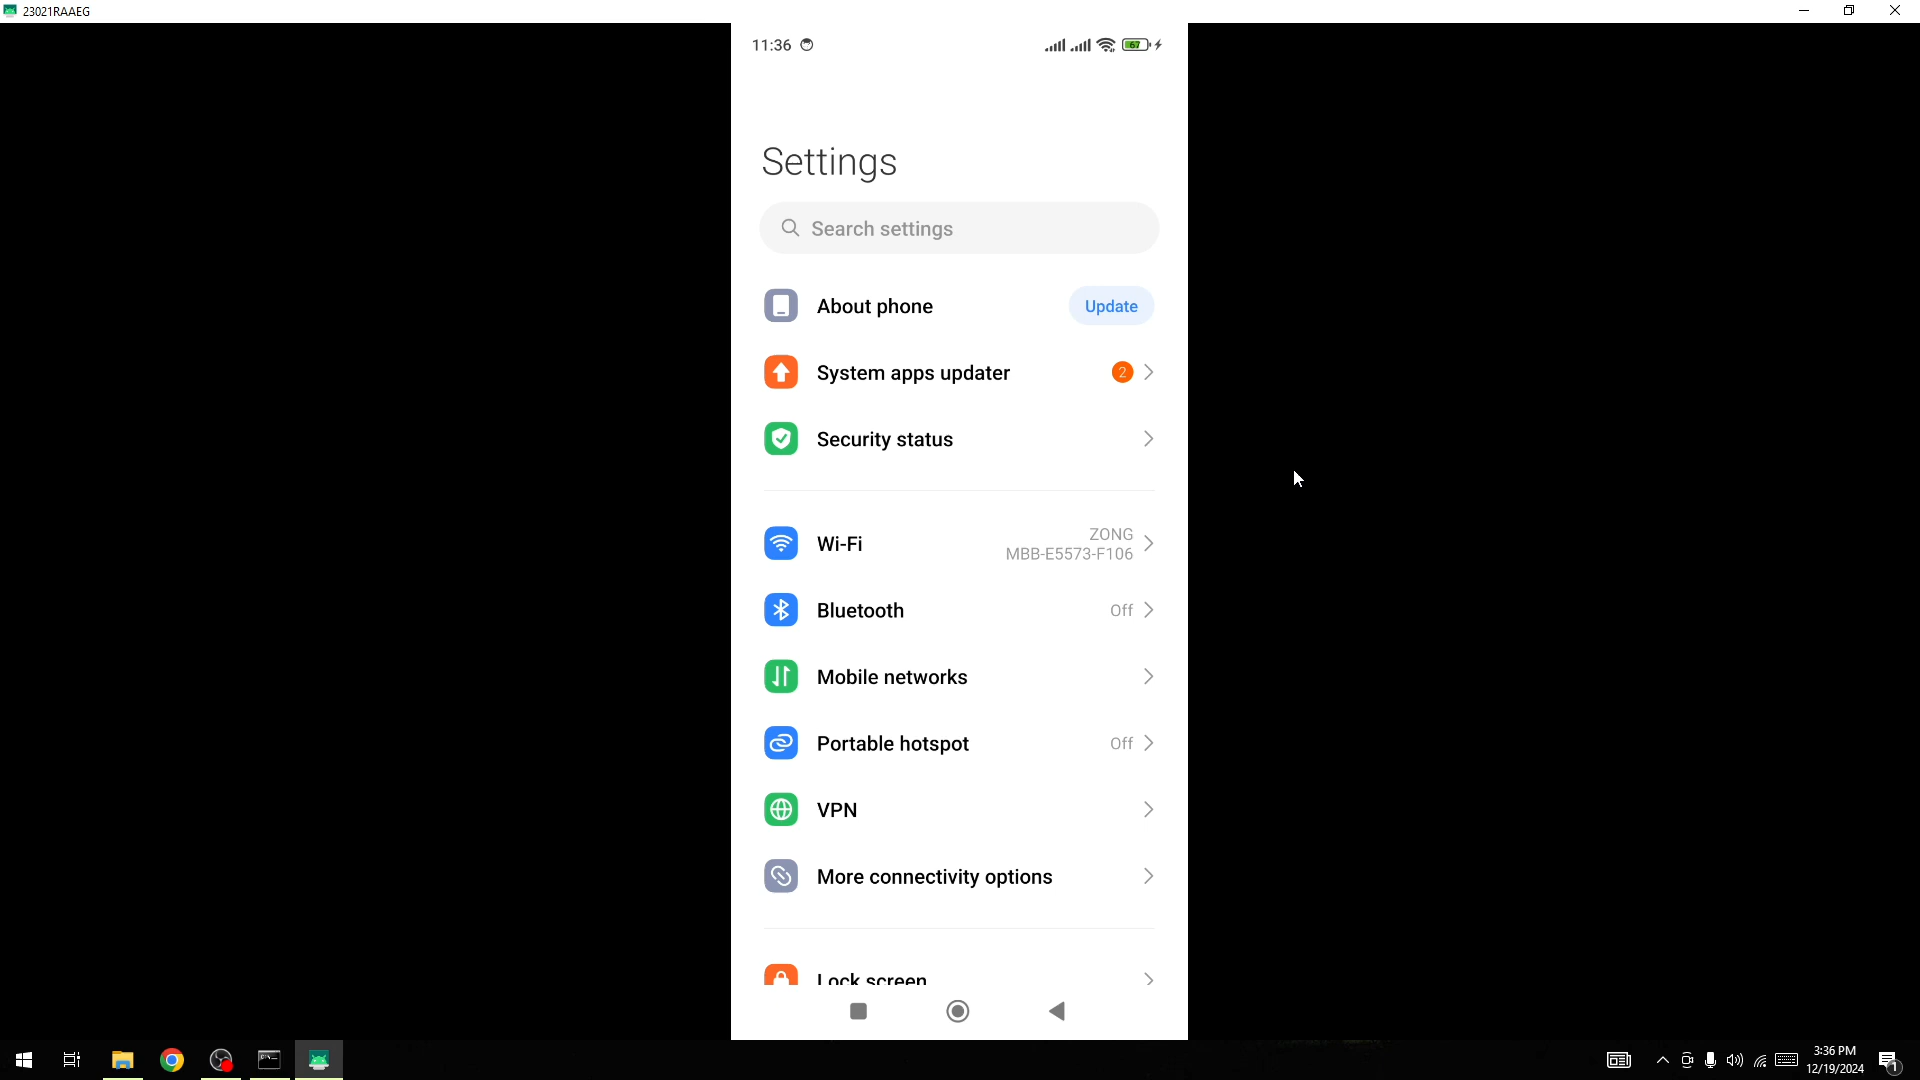 23021RAAEG
11:36
67
Settings
Search settings
About phone
Update
System apps updater
2
Security status
Wi-Fi
ZONG
MBB-E5573-F106
Bluetooth
Off
Mobile networks
Portable hotspot
Off
VPN
More connectivity options
Lock screen
3:36 PM
12/19/2024
1